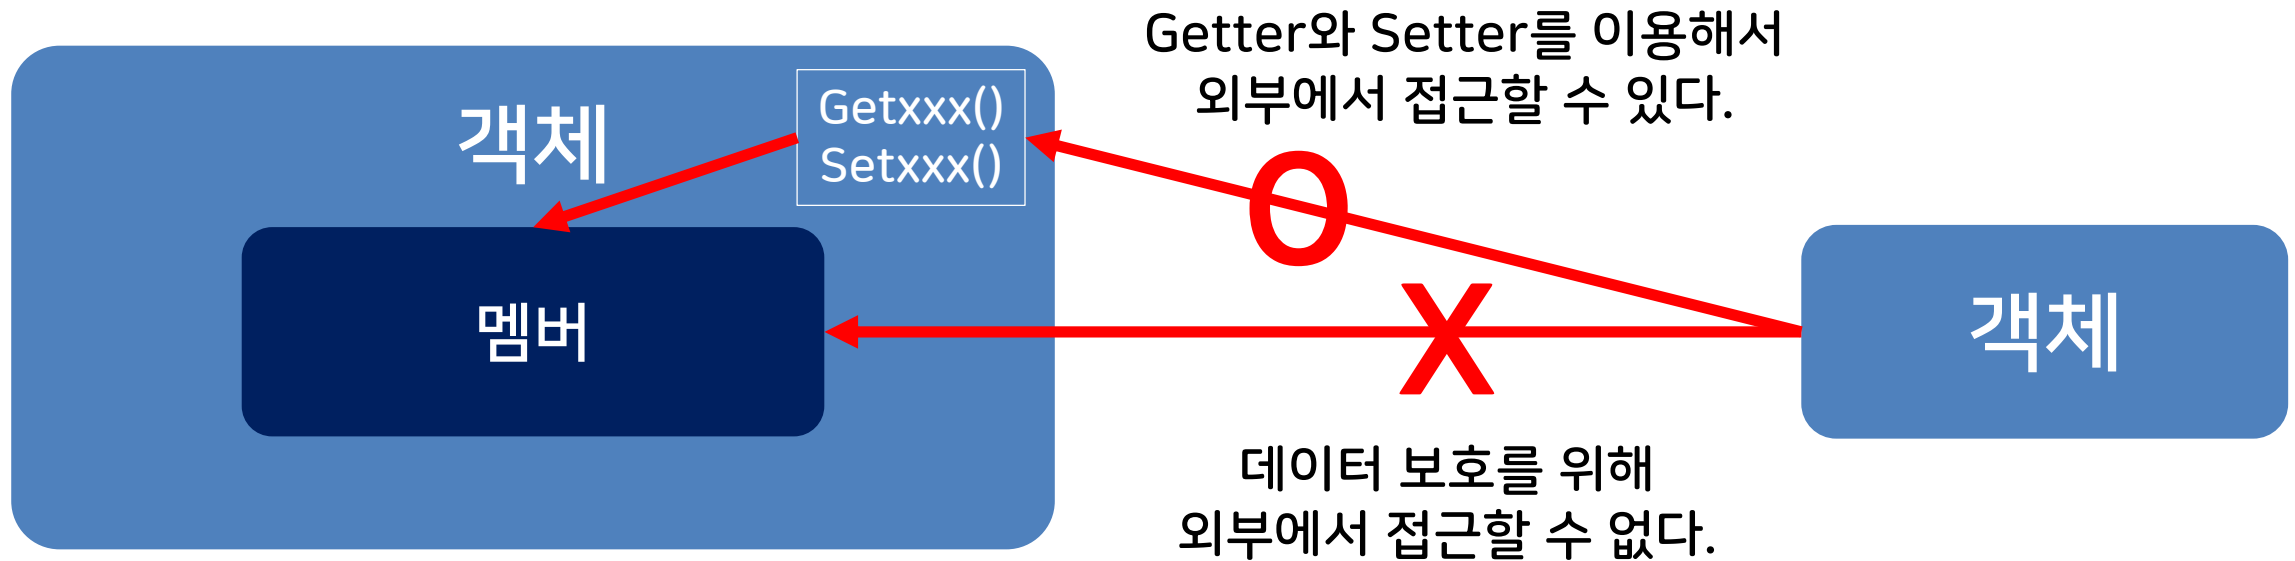 Getter와 Setter를 이용해서
외부에서 접근할 수 있다.
객체
Getxxx()
Setxxx()
O
X
멤버
객체
데이터 보호를 위해
외부에서 접근할 수 없다.